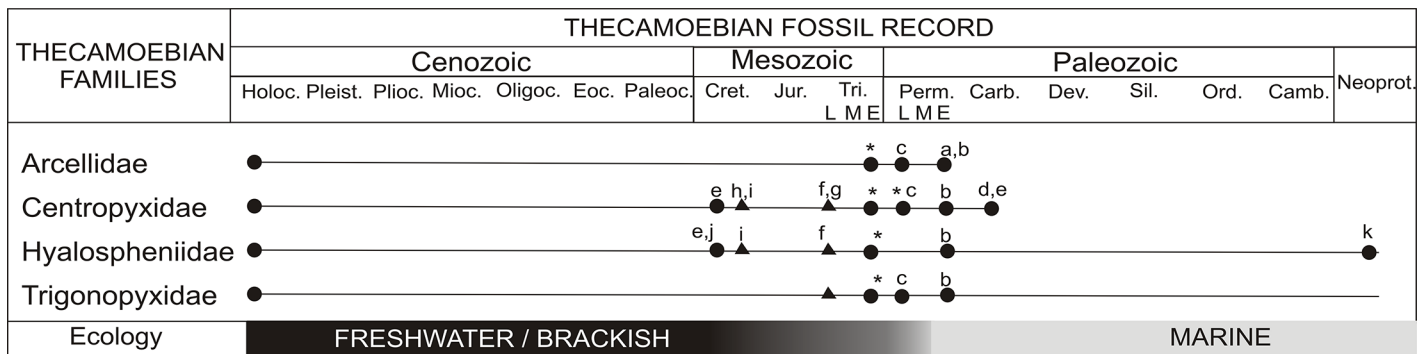 THECAMOEBIAN FOSSIL RECORD
THECAMOEBIAN
FAMILIES
Cenozoic Mesozoic Paleozoic
Holoc. Pleist. Plioc. Mioc. Oligoc. Eoc. Paleoc. Cret. Jur. Tri. Perm. Carb. Dev. Sil. Ord. Camb. Neoprot.
L M E L M E
* c a,b
Arcellidae
e h,i f,g * * c b d,e
Centropyxidae
e,j i f * b k
Hyalospheniidae
* c b
Trigonopyxidae
Ecology FRESHWATER / BRACKISH MARINE